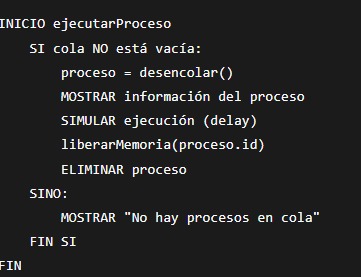 INICIO ejecutarProceso
    SI cola NO está vacía:
        proceso = desencolar()
        MOSTRAR información del proceso
        SIMULAR ejecución (delay)
        liberarMemoria(proceso.id)
        ELIMINAR proceso
    SINO:
        MOSTRAR "No hay procesos en cola"
    FIN SI
FIN